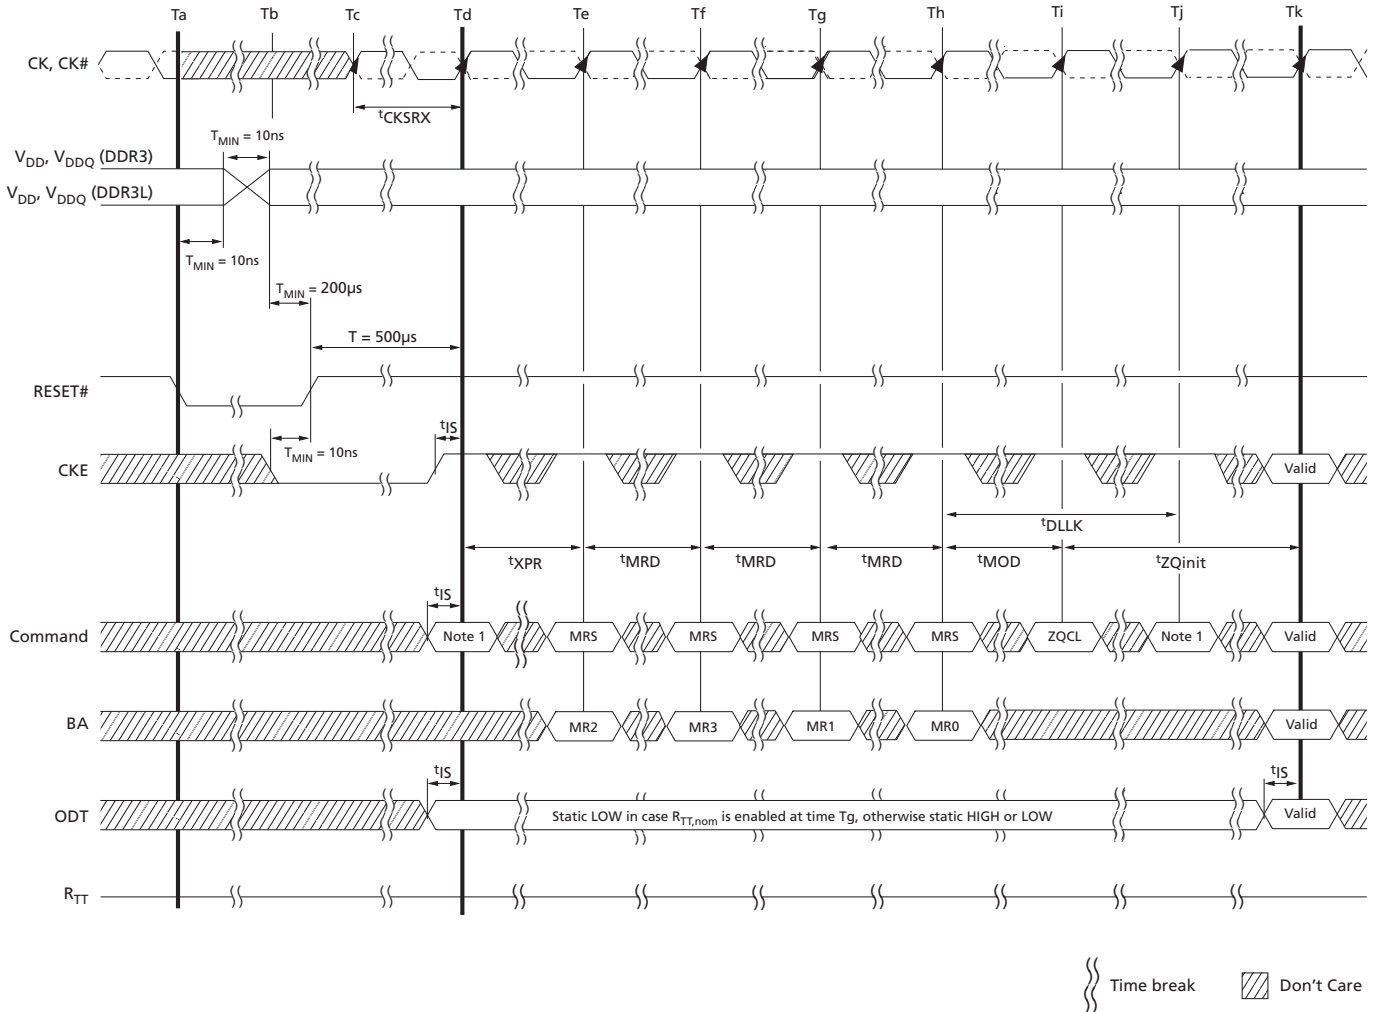 Ta Tb Tc Td Te Tf Tg Th Ti Tj Tk
CK, CK#
tCKSRX
TMIN = 10ns
VDD, VDDQ (DDR3)
VDD, VDDQ (DDR3L)
TMIN = 10ns
TMIN = 200µs
T = 500µs
RESET#
tIS
TMIN = 10ns
CKE
Valid
tDLLK
tXPR tMRD tMRD tMRD tMOD tZQinit
tIS
Command Note 1 MRS MRS MRS MRS ZQCL Note 1 Valid
BA MR2 MR3 MR1 MR0 Valid
tIS tIS
ODT Static LOW in case RTT,nom is enabled at time Tg, otherwise static HIGH or LOW Valid
RTT
Time break Don't Care